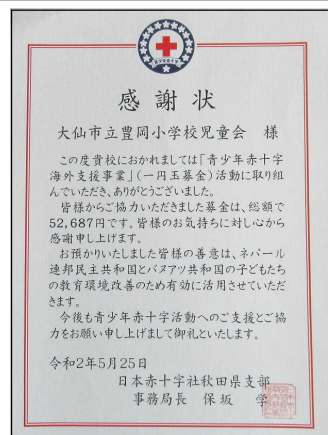 青少年赤十字
感謝状
大仙市立豊岡小学校児童会 様
この度貴校におかれましては「青少年赤十字
海外支援事業」(一円玉募金)活動に取り組
んでいただき、ありがとうございました。
皆様からご協力いただきました募金は、総額で
52,687円です。皆様のお気持ちに対し心から
感謝申し上げます。
お預かりいたしました皆様の善意は、ネパール
連邦民主共和国とバヌアツ共和国の子どもたち
の教育環境改善のため有効に活用させていただ
きます。
今後も青少年赤十字活動へのご支援とご協
力をお願い申し上げまして御礼といたします。
令和2年5月25日
日本赤十字社秋田県支部
事務局長 保坂 学